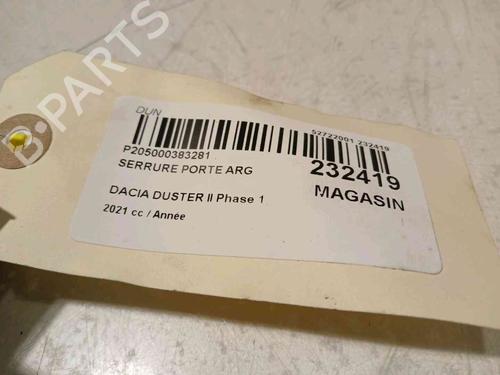 B-PARTS
DUN
52722001 232419
P205000383281
232419
SERRURE PORTE ARG
MAGASIN
DACIA DUSTER II Phase 1
2021 cc / Année